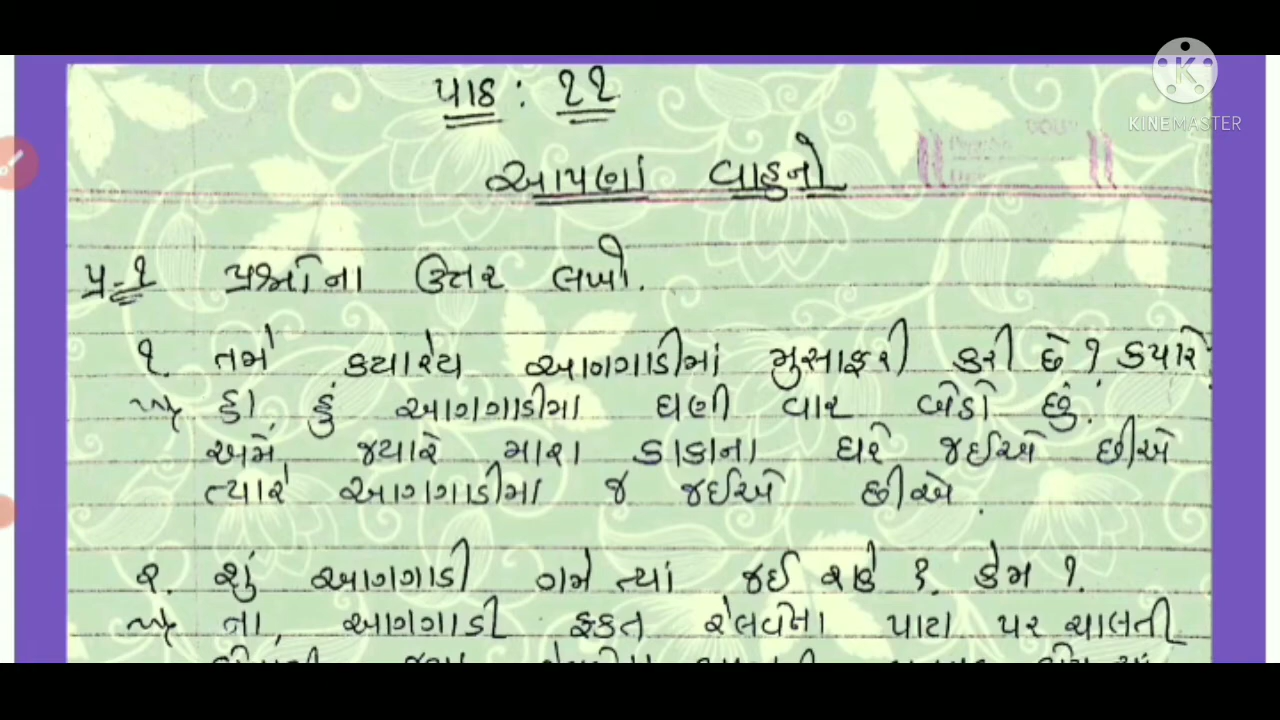 પાઠ : ૧૧
આપણાં વાહનો
KINEMASTER
પ્ર-૧ પ્રશ્નોના ઉત્તર લખો.
૧. તમે ક્યારેય આગગાડીમાં મુસાફરી કરી છે ? ક્યારે
હા હું આગગાડીમા ઘણી વાર બેઠો છું.
અમે જ્યારે મારા કાકાના ઘરે જઈએ છીએ
ત્યારે આગગાડીમા જ જઈએ છીએ.
૨. શું આગગાડી ગમે ત્યાં જઈ શકે ? કેમ ?
ના, આગગાડી ફક્ત રેલવેના પાટા પર ચાલતી